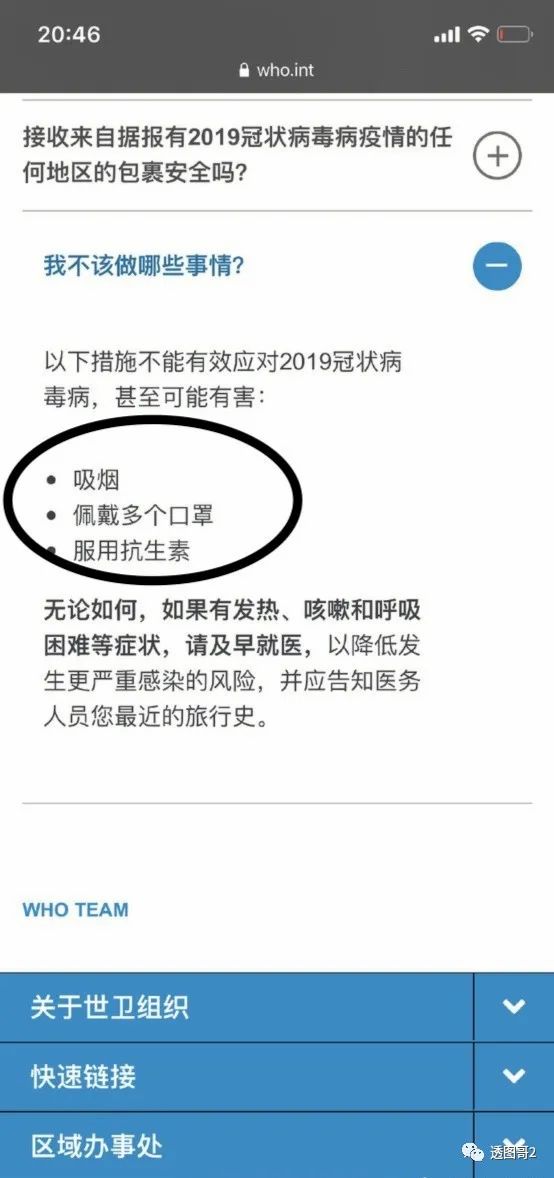 20:46
who.int
接收来自据报有2019冠状病毒病疫情的任
何地区的包裹安全吗?
我不该做哪些事情?
以下措施不能有效应对2019冠状病
毒病，甚至可能有害：
• 吸烟
• 佩戴多个口罩
• 服用抗生素
无论如何，如果有发热、咳嗽和呼吸
困难等症状，请及早就医，以降低发
生更严重感染的风险，并应告知医务
人员您最近的旅行史。
WHO TEAM
关于世卫组织
快速链接
区域办事处
透图哥2